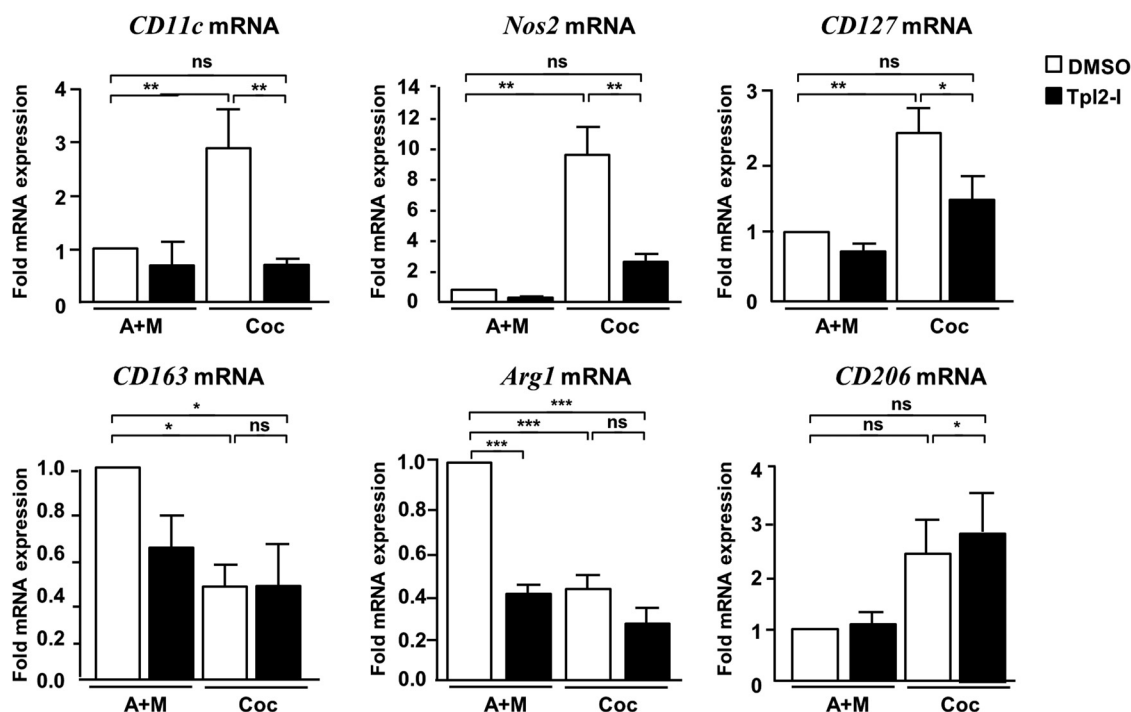 CD11c mRNA
ns
**
**
Fold mRNA expression
4
3
2
1
0
A+M
Coc
Nos2 mRNA
ns
**
**
Fold mRNA expression
14
12
10
8
6
4
2
0
A+M
Coc
CD127 mRNA
ns
**
*
Fold mRNA expression
3
2
1
0
A+M
Coc
DMSO
Tpl2-I
CD163 mRNA
*
*
ns
Fold mRNA expression
1.0
0.8
0.6
0.4
0.2
0.0
A+M
Coc
Arg1 mRNA
***
***
ns
***
Fold mRNA expression
1.0
0.8
0.6
0.4
0.2
0.0
A+M
Coc
CD206 mRNA
ns
ns
*
Fold mRNA expression
4
3
2
1
0
A+M
Coc